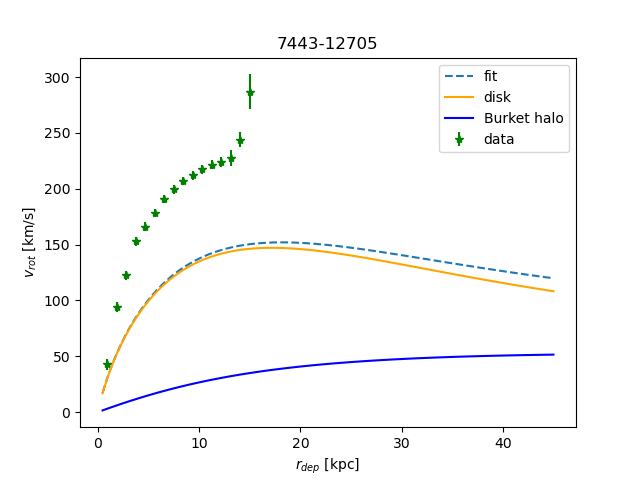 7443-12705
fit
disk
Burket halo
data
300
250
200
150
100
50
0
v_rot [km/s]
0 10 20 30 40
r_dep [kpc]